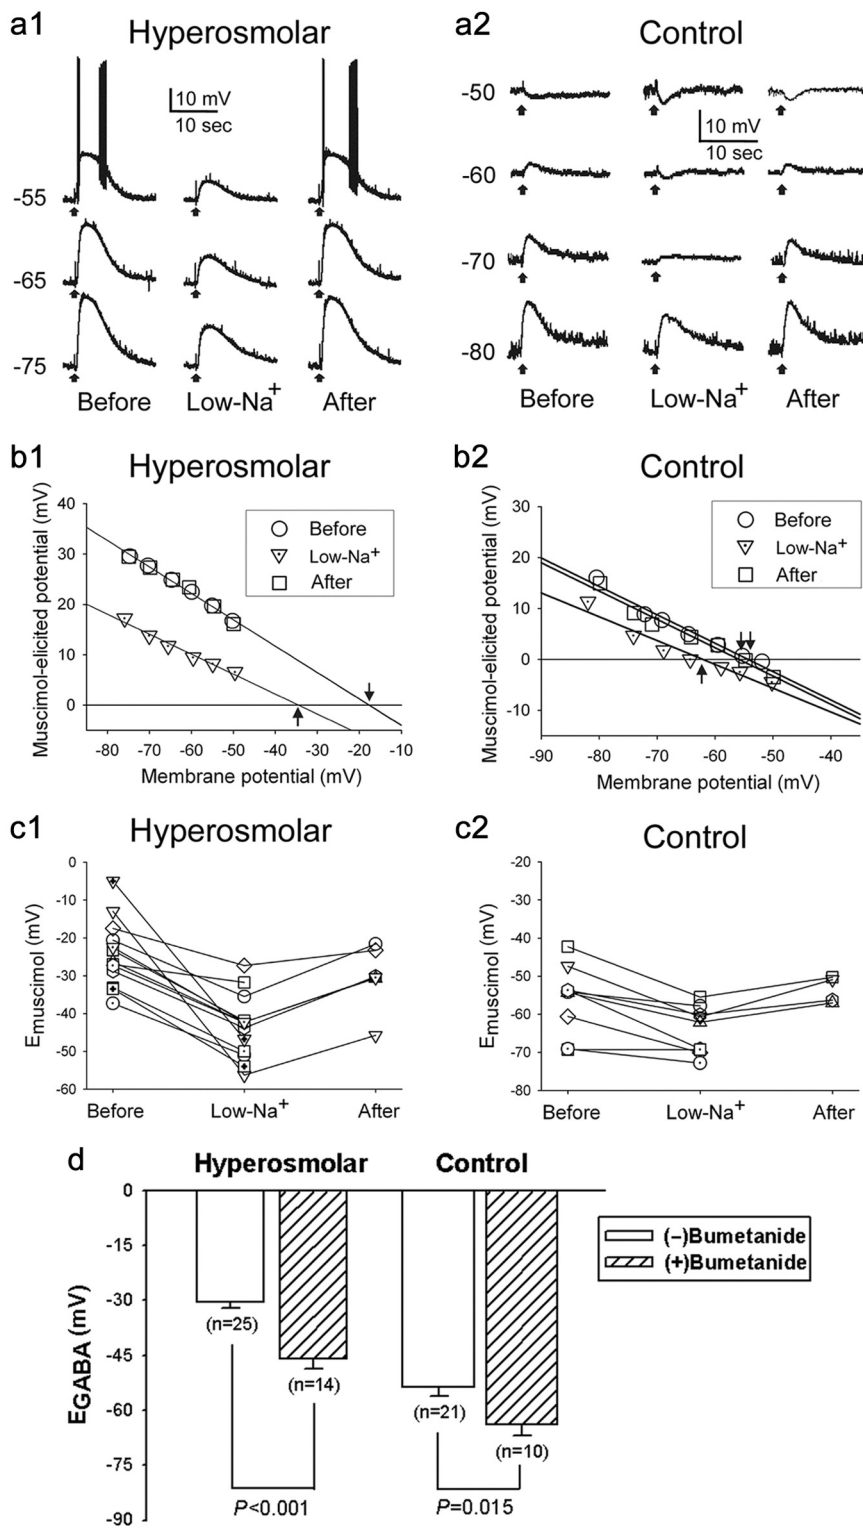 a1 Hyperosmolar
a2 Control
10 mV
10 sec
-55
-65
-75
Before Low-Na+ After
-50
10 mV
10 sec
-60
-70
-80
Before Low-Na+ After
b1 Hyperosmolar
Muscimol-elicited potential (mV)
40
30
20
10
0
Before
Low-Na+
After
-80 -70 -60 -50 -40 -30 -20 -10
Membrane potential (mV)
b2 Control
Muscimol-elicited potential (mV)
30
20
10
0
-10
Before
Low-Na+
After
-90 -80 -70 -60 -50 -40
Membrane potential (mV)
c1 Hyperosmolar
Emuscimol (mV)
0
-10
-20
-30
-40
-50
-60
Before Low-Na+ After
c2 Control
Emuscimol (mV)
-20
-30
-40
-50
-60
-70
-80
Before Low-Na+ After
d
Hyperosmolar Control
EGABA (mV)
0
-15
-30
-45
-60
-75
-90
(–)Bumetanide
(+)Bumetanide
(n=25)
(n=14)
(n=21)
(n=10)
P<0.001
P=0.015